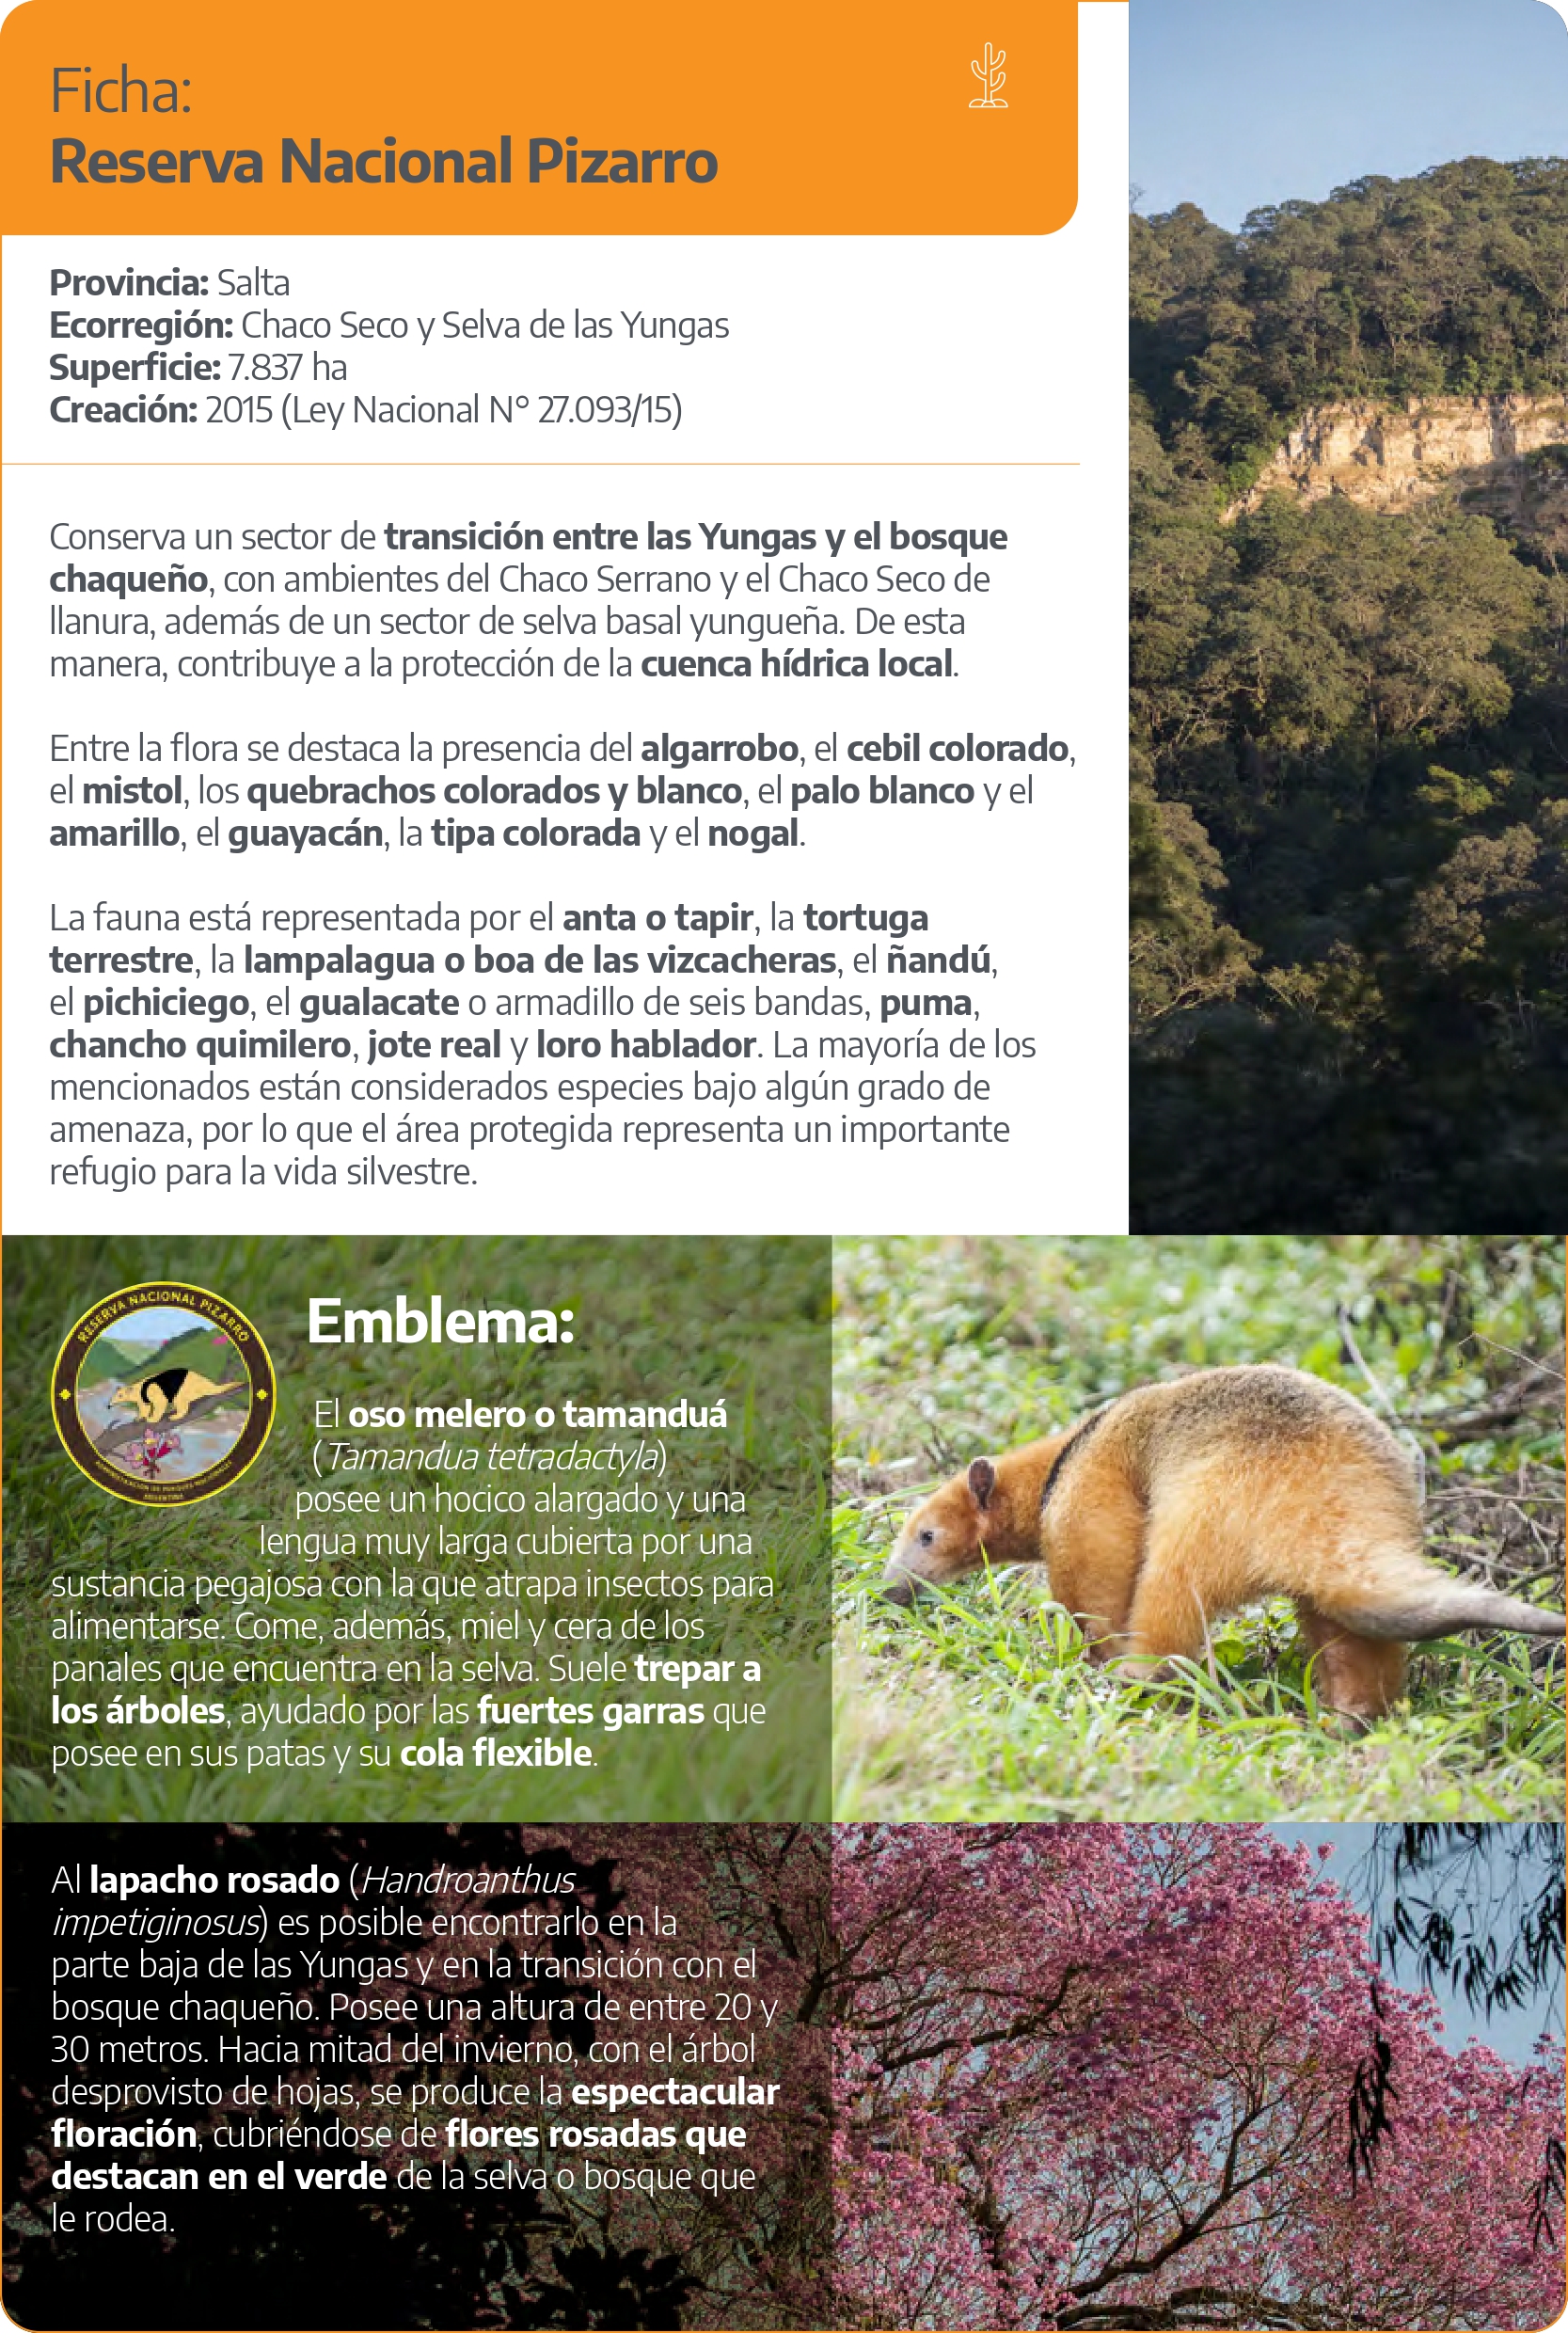 Ficha:
Reserva Nacional Pizarro
Provincia: Salta
Ecorregión: Chaco Seco y Selva de las Yungas
Superficie: 7.837 ha
Creación: 2015 (Ley Nacional N° 27.093/15)
Conserva un sector de transición entre las Yungas y el bosque
chaqueño, con ambientes del Chaco Serrano y el Chaco Seco de
llanura, además de un sector de selva basal yungueña. De esta
manera, contribuye a la protección de la cuenca hídrica local.
Entre la flora se destaca la presencia del algarrobo, el cebil colorado,
el mistol, los quebrachos colorados y blanco, el palo blanco y el
amarillo, el guayacán, la tipa colorada y el nogal.
La fauna está representada por el anta o tapir, la tortuga
terrestre, la lampalagua o boa de las vizcacheras, el ñandú,
el pichiciego, el gualacate o armadillo de seis bandas, puma,
chancho quimilero, jote real y loro hablador. La mayoría de los
mencionados están considerados especies bajo algún grado de
amenaza, por lo que el área protegida representa un importante
refugio para la vida silvestre.
RESERVA NACIONAL PIZARRO
ADMINISTRACIÓN DE PARQUES NACIONALES
ARGENTINA
Emblema:
El oso melero o tamanduá
(Tamandua tetradactyla)
posee un hocico alargado y una
lengua muy larga cubierta por una
sustancia pegajosa con la que atrapa insectos para
alimentarse. Come, además, miel y cera de los
panales que encuentra en la selva. Suele trepar a
los árboles, ayudado por las fuertes garras que
posee en sus patas y su cola flexible.
Al lapacho rosado (Handroanthus
impetiginosus) es posible encontrarlo en la
parte baja de las Yungas y en la transición con el
bosque chaqueño. Posee una altura de entre 20 y
30 metros. Hacia mitad del invierno, con el árbol
desprovisto de hojas, se produce la espectacular
floración, cubriéndose de flores rosadas que
destacan en el verde de la selva o bosque que
le rodea.